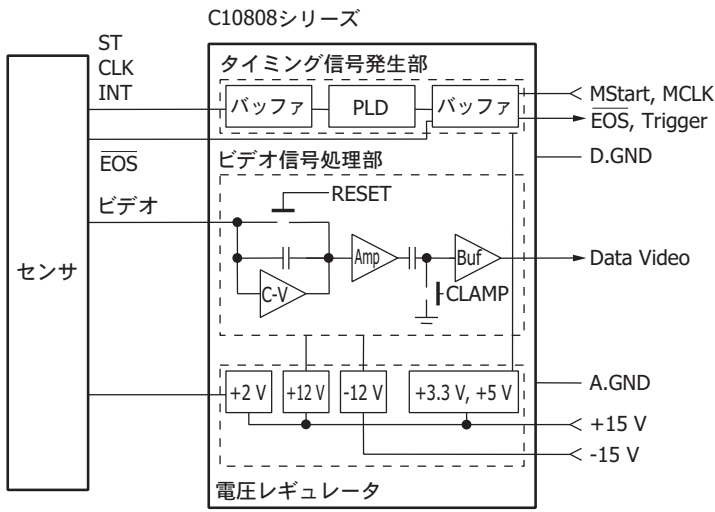 C10808シリーズ
ST
CLK
INT
タイミング信号発生部
バッファ
PLD
バッファ
MStart, MCLK
EOS, Trigger
EOS
ビデオ信号処理部
D.GND
ビデオ
RESET
センサ
Amp
Buf
Data Video
C-V
CLAMP
+2 V
+12 V
-12 V
+3.3 V, +5 V
A.GND
+15 V
-15 V
電圧レギュレータ